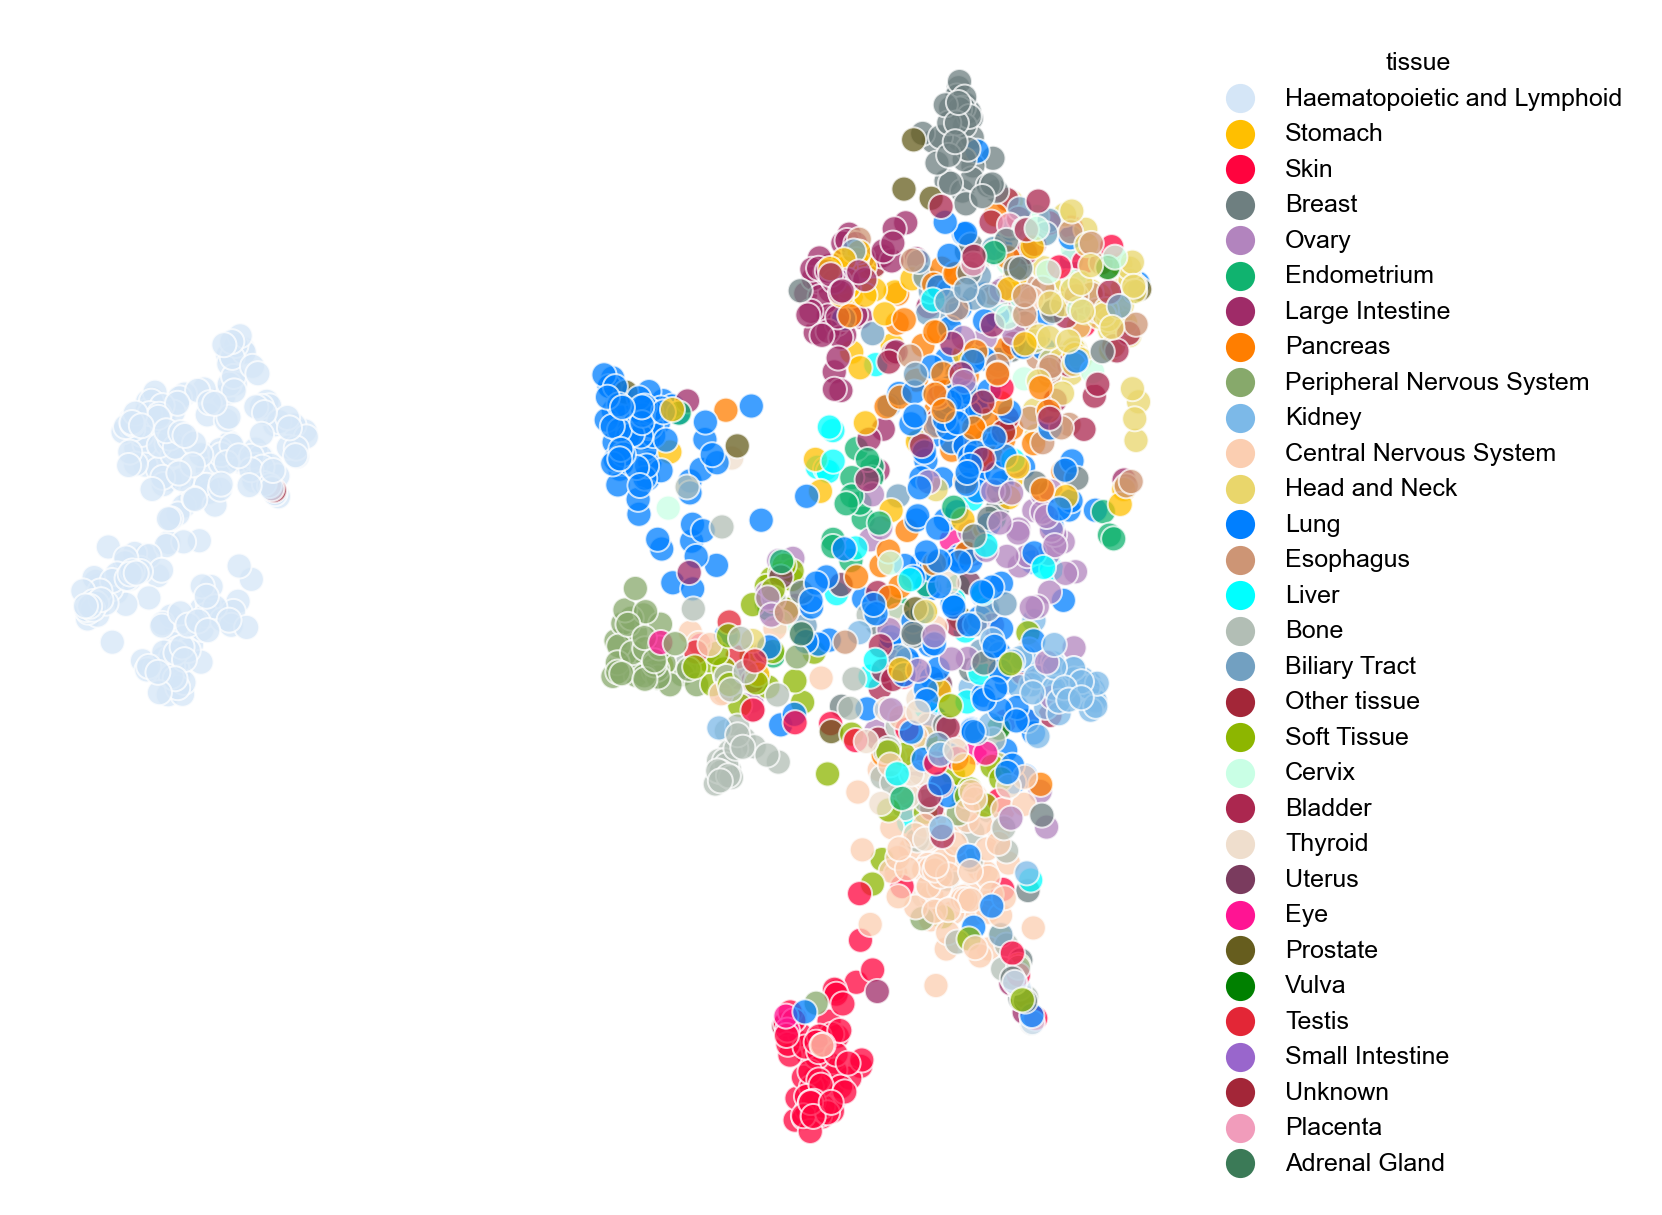 tissue
Haematopoietic and Lymphoid
Stomach
Skin
Breast
Ovary
Endometrium
Large Intestine
Pancreas
Peripheral Nervous System
Kidney
Central Nervous System
Head and Neck
Lung
Esophagus
Liver
Bone
Biliary Tract
Other tissue
Soft Tissue
Cervix
Bladder
Thyroid
Uterus
Eye
Prostate
Vulva
Testis
Small Intestine
Unknown
Placenta
Adrenal Gland